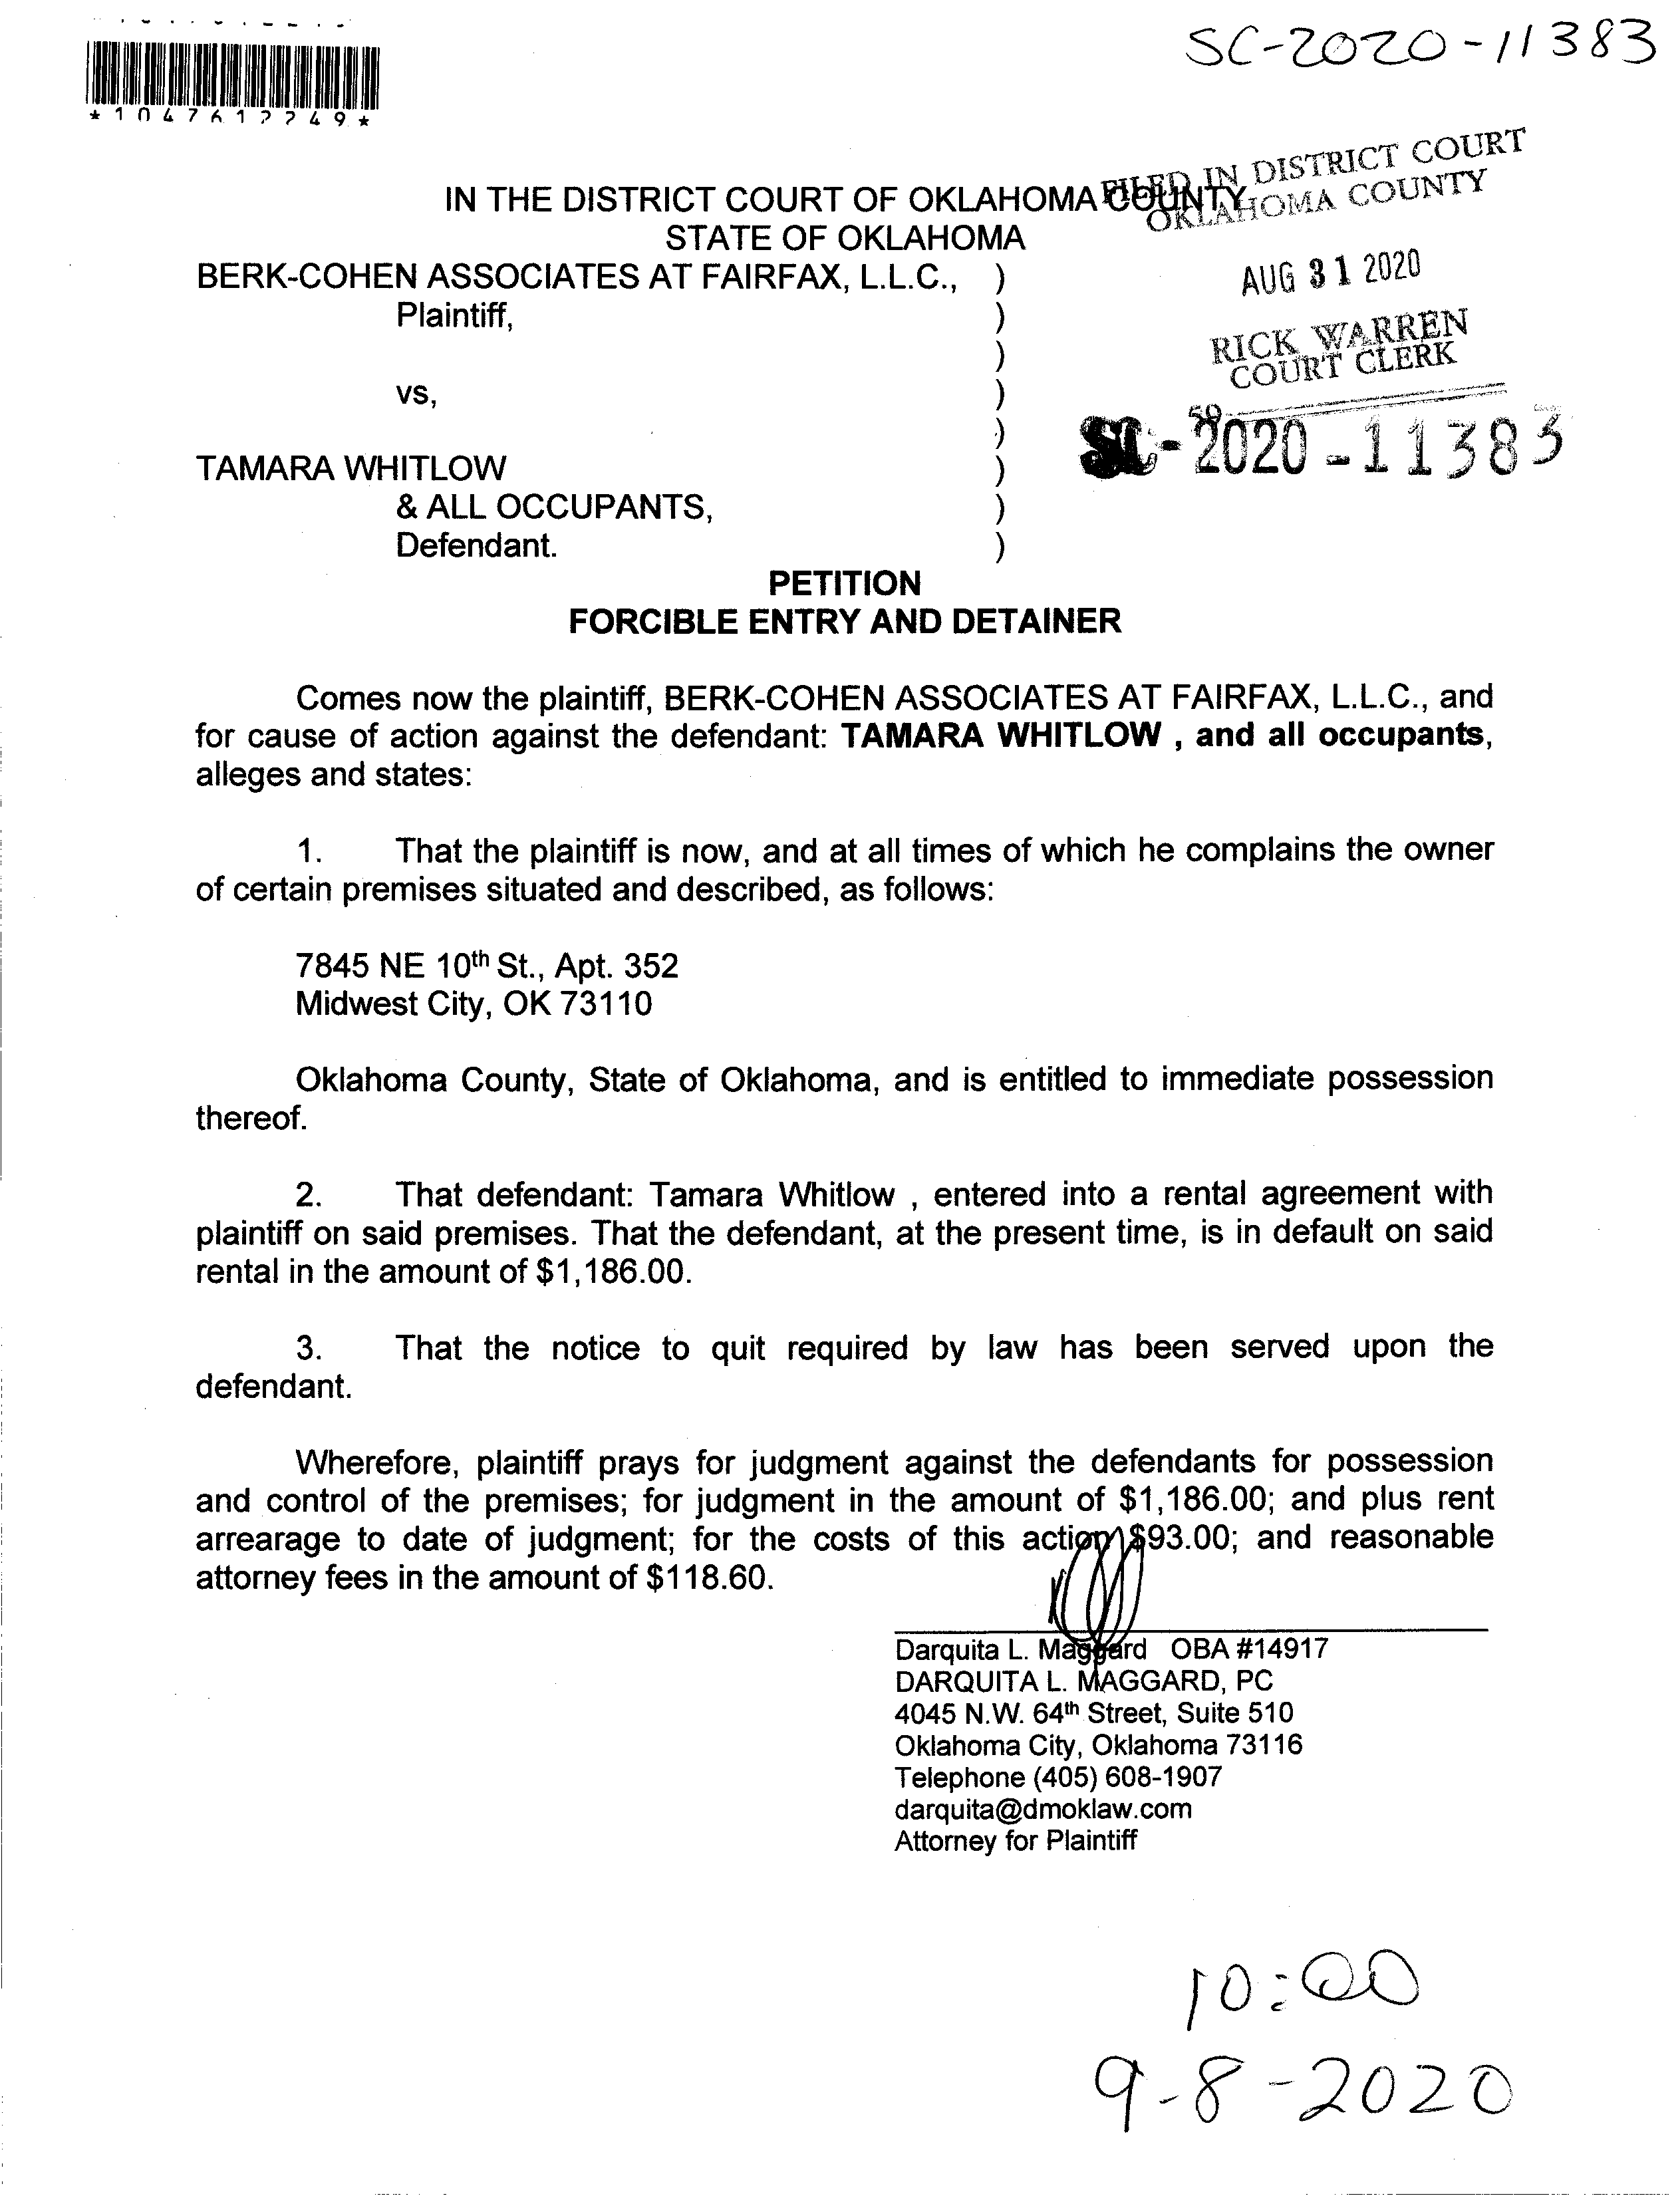 SC-2020-11383
*1047612249*
FILED IN DISTRICT COURT
OKLAHOMA COUNTY
IN THE DISTRICT COURT OF OKLAHOMA COUNTY
STATE OF OKLAHOMA
AUG 31 2020
RICK WARREN
COURT CLERK
59
SC-2020-11383
BERK-COHEN ASSOCIATES AT FAIRFAX, L.L.C., )
Plaintiff, )
)
vs, )
)
TAMARA WHITLOW )
& ALL OCCUPANTS, )
Defendant. )
PETITION
FORCIBLE ENTRY AND DETAINER
Comes now the plaintiff, BERK-COHEN ASSOCIATES AT FAIRFAX, L.L.C., and
for cause of action against the defendant: TAMARA WHITLOW , and all occupants,
alleges and states:
1. That the plaintiff is now, and at all times of which he complains the owner
of certain premises situated and described, as follows:
7845 NE 10th St., Apt. 352
Midwest City, OK 73110
Oklahoma County, State of Oklahoma, and is entitled to immediate possession
thereof.
2. That defendant: Tamara Whitlow , entered into a rental agreement with
plaintiff on said premises. That the defendant, at the present time, is in default on said
rental in the amount of $1,186.00.
3. That the notice to quit required by law has been served upon the
defendant.
Wherefore, plaintiff prays for judgment against the defendants for possession
and control of the premises; for judgment in the amount of $1,186.00; and plus rent
arrearage to date of judgment; for the costs of this action $93.00; and reasonable
attorney fees in the amount of $118.60.
Darquita L. Maggard OBA #14917
DARQUITA L. MAGGARD, PC
4045 N.W. 64th Street, Suite 510
Oklahoma City, Oklahoma 73116
Telephone (405) 608-1907
darquita@dmoklaw.com
Attorney for Plaintiff
10:00
9-8-2020